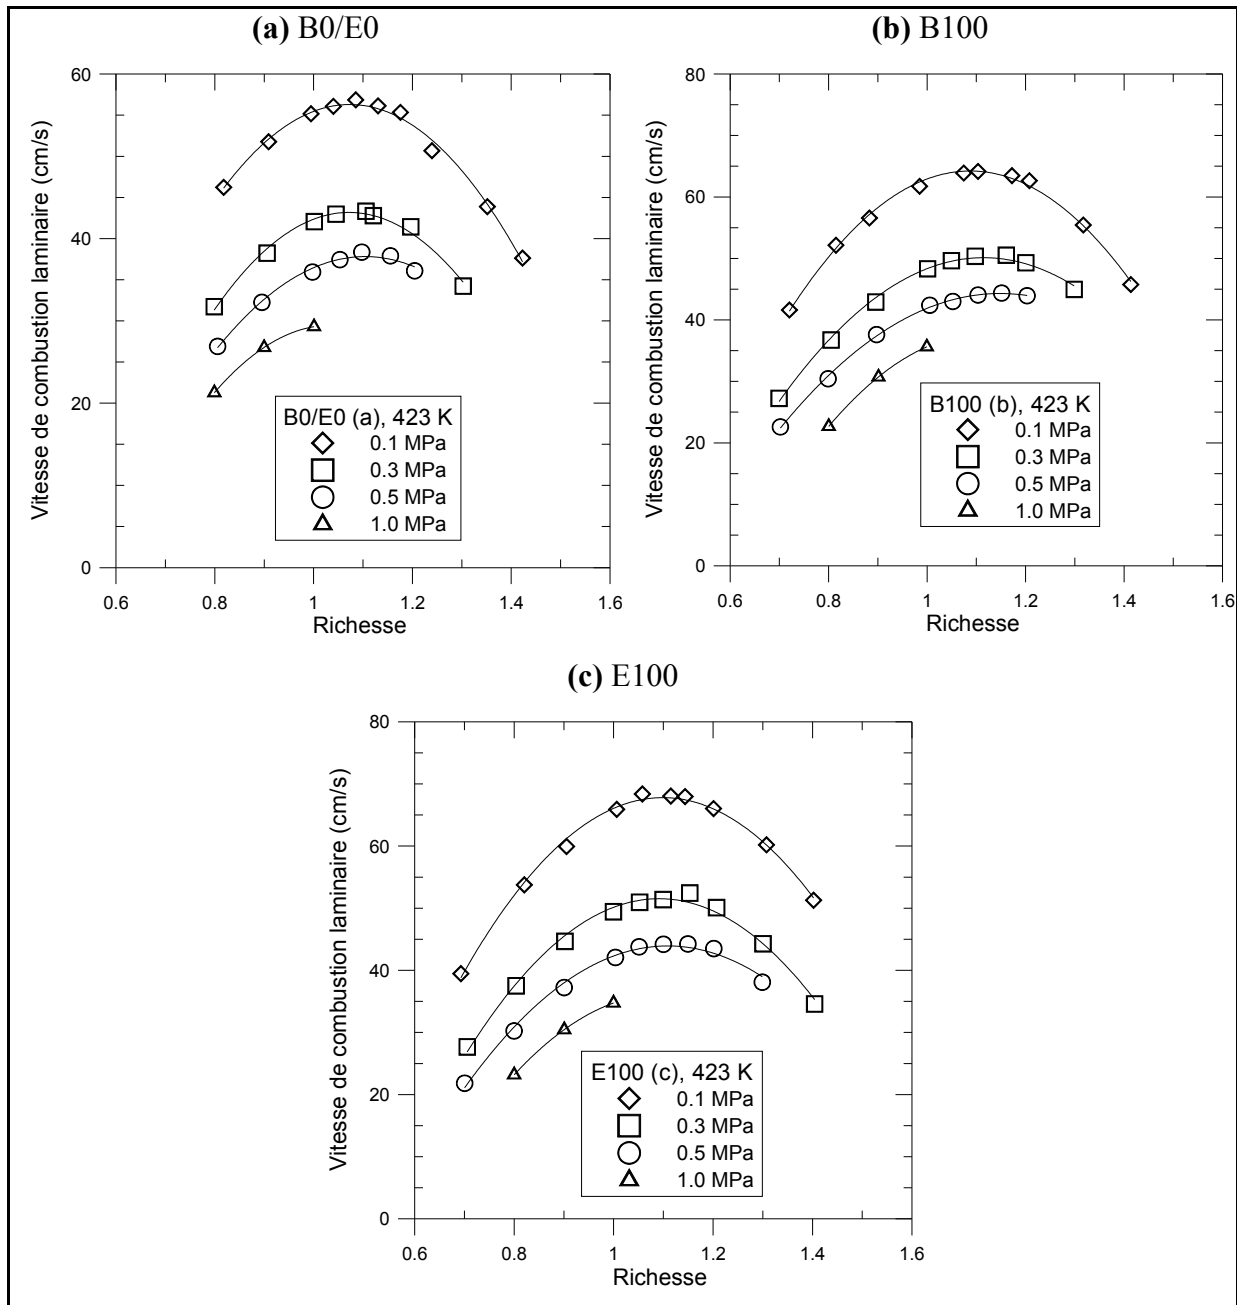 (a) B0/E0
60
40
20
0
0.6 0.8 1 1.2 1.4 1.6
Vitesse de combustion laminaire (cm/s)
Richesse
B0/E0 (a), 423 K
0.1 MPa
0.3 MPa
0.5 MPa
1.0 MPa
(b) B100
80
60
40
20
0
0.6 0.8 1 1.2 1.4 1.6
Vitesse de combustion laminaire (cm/s)
Richesse
B100 (b), 423 K
0.1 MPa
0.3 MPa
0.5 MPa
1.0 MPa
(c) E100
80
60
40
20
0
0.6 0.8 1 1.2 1.4 1.6
Vitesse de combustion laminaire (cm/s)
Richesse
E100 (c), 423 K
0.1 MPa
0.3 MPa
0.5 MPa
1.0 MPa